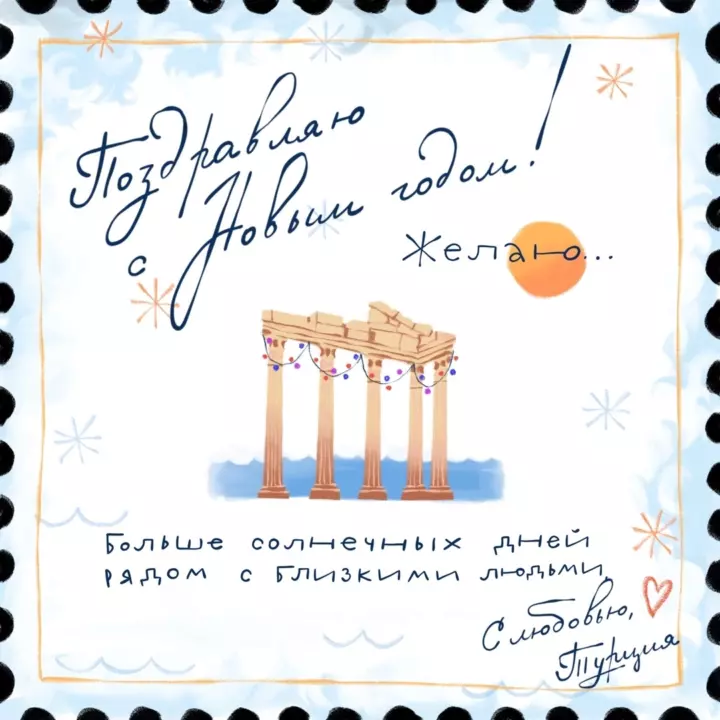 Поздравляю
с Новым годом!
Желаю...
Больше солнечных дней
рядом с близкими людьми
С любовью,
Турция